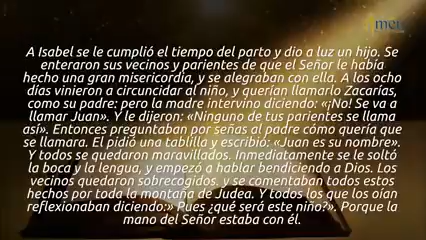 men
A Isabel se le cumplió el tiempo del parto y dio a luz un hijo. Se
enteraron sus vecinos y parientes de que el Señor le había
hecho una gran misericordia, y se alegraban con ella. A los ocho
días vinieron a circuncidar al niño, y querían llamarlo Zacarías,
como su padre; pero la madre intervino diciendo: «¡No! Se va a
llamar Juan». Y le dijeron: «Ninguno de tus parientes se llama
así». Entonces preguntaban por señas al padre cómo quería que
se llamara. El pidió una tablilla y escribió: «Juan es su nombre».
Y todos se quedaron maravillados. Inmediatamente se le soltó
la boca y la lengua, y empezó a hablar bendiciendo a Dios. Los
vecinos quedaron sobrecogidos, y se comentaban todos estos
hechos por toda la montaña de Judea. Y todos los que los oían
reflexionaban diciendo:» Pues ¿qué será este niño?». Porque la
mano del Señor estaba con él.